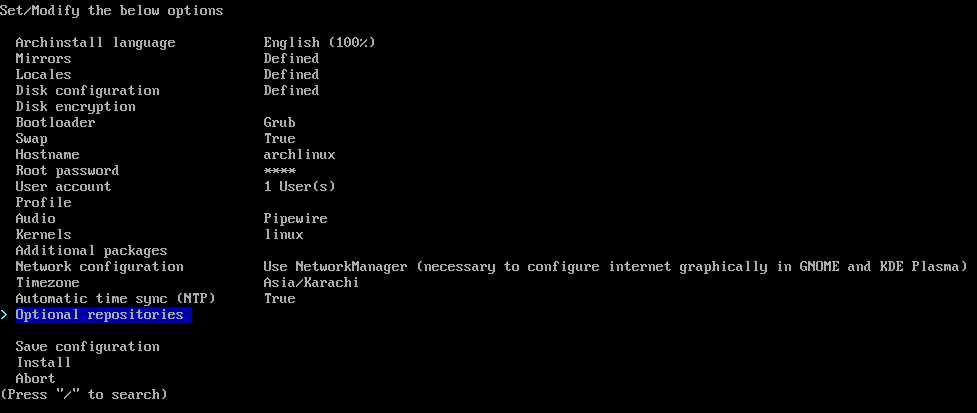 Set/Modify the below options
Archinstall language English (100%)
Mirrors Defined
Locales Defined
Disk configuration Defined
Disk encryption
Bootloader Grub
Swap True
Hostname archlinux
Root password ****
User account 1 User(s)
Profile
Audio Pipewire
Kernels linux
Additional packages
Network configuration Use NetworkManager (necessary to configure internet graphically in GNOME and KDE Plasma)
Timezone Asia/Karachi
Automatic time sync (NTP) True
> Optional repositories
Save configuration
Install
Abort
(Press "/" to search)